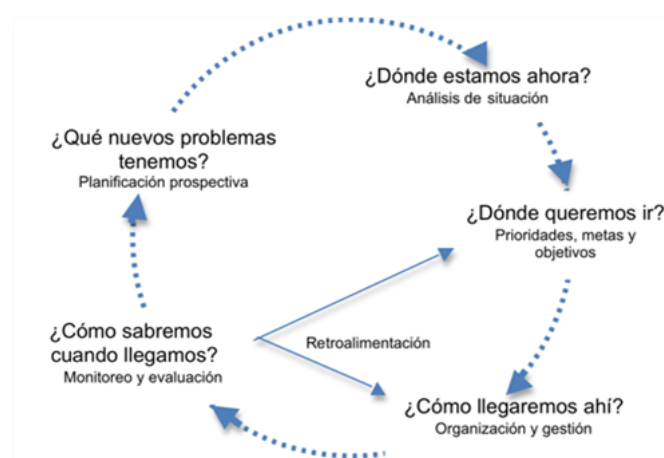 ¿Dónde estamos ahora?
Análisis de situación
¿Qué nuevos problemas
tenemos?
Planificación prospectiva
¿Dónde queremos ir?
Prioridades, metas y
objetivos
¿Cómo sabremos
cuando llegamos?
Monitoreo y evaluación
Retroalimentación
¿Cómo llegaremos ahí?
Organización y gestión